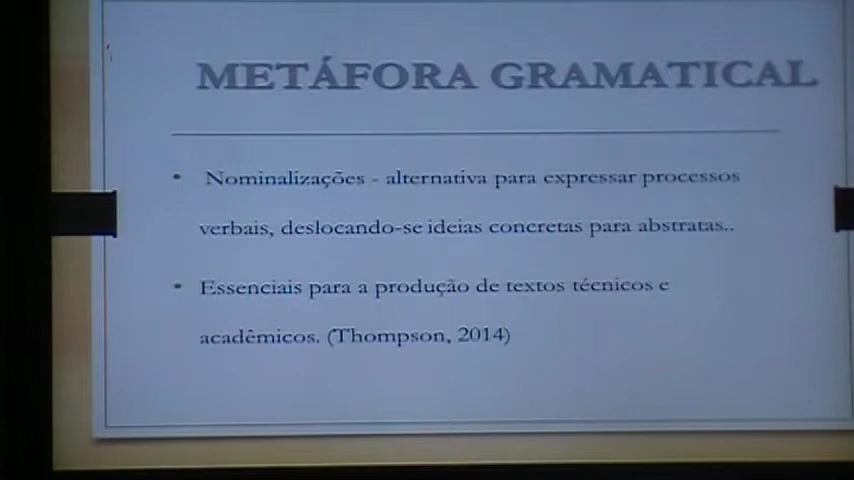 METÁFORA GRAMATICAL
• Nominalizações - alternativa para expressar processos
verbais, deslocando-se ideias concretas para abstratas..
• Essenciais para a produção de textos técnicos e
acadêmicos. (Thompson, 2014)